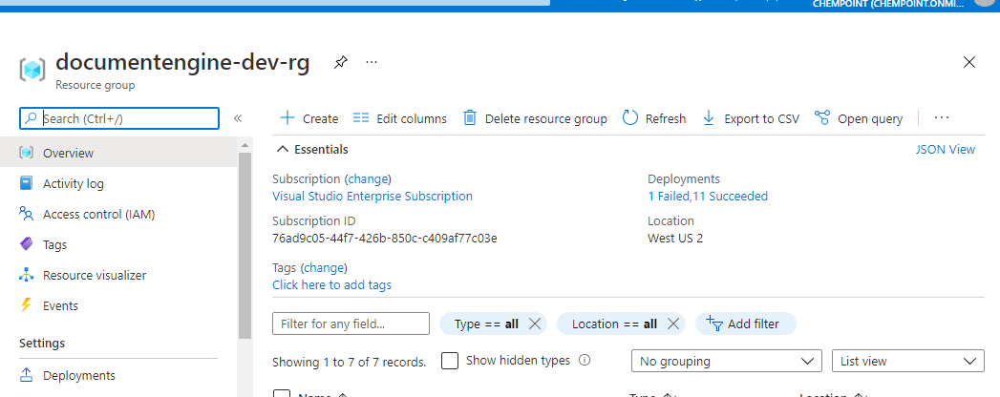 CHEMPOINT (CHEMPOINT.ONMI...
documentengine-dev-rg
...
Resource group
Search (Ctrl+/)
«
Create
Edit columns
Delete resource group
Refresh
Export to CSV
Open query
...
Overview
Activity log
Access control (IAM)
Tags
Resource visualizer
Events
Settings
Deployments
Essentials
JSON View
Subscription (change)
Visual Studio Enterprise Subscription
Subscription ID
76ad9c05-44f7-426b-850c-c409af77c03e
Tags (change)
Click here to add tags
Deployments
1 Failed,11 Succeeded
Location
West US 2
Filter for any field...
Type == all
Location == all
Add filter
Showing 1 to 7 of 7 records.
Show hidden types
No grouping
List view
Name
Type
Location